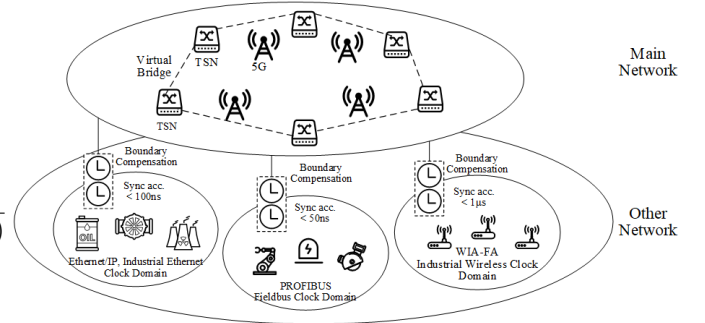 Main
Network
Virtual
Bridge
TSN
5G
TSN
Boundary
Compensation
Sync acc.
< 100ns
OIL
Ethernet/IP, Industrial Ethernet
Clock Domain
Boundary
Compensation
Sync acc.
< 50ns
PROFIBUS
Fieldbus Clock Domain
Boundary
Compensation
Sync acc.
< 1μs
WIA-FA
Industrial Wireless Clock
Domain
Other
Network